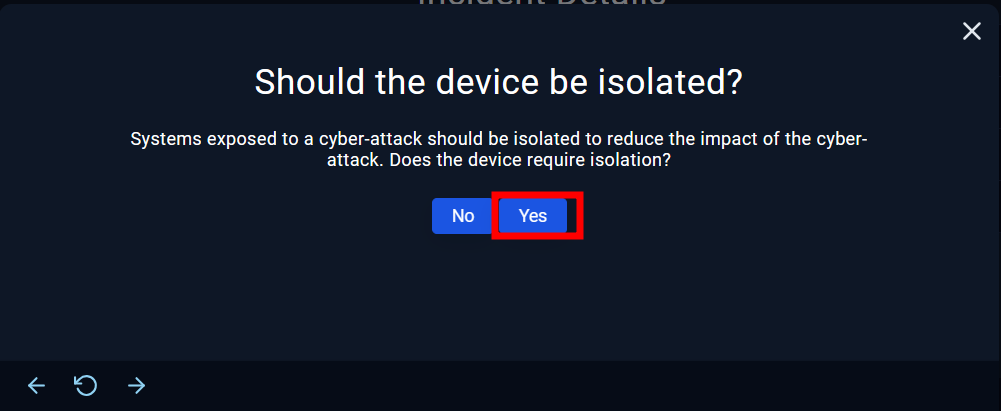 Incident Details
Should the device be isolated?
Systems exposed to a cyber-attack should be isolated to reduce the impact of the cyber-
attack. Does the device require isolation?
No Yes